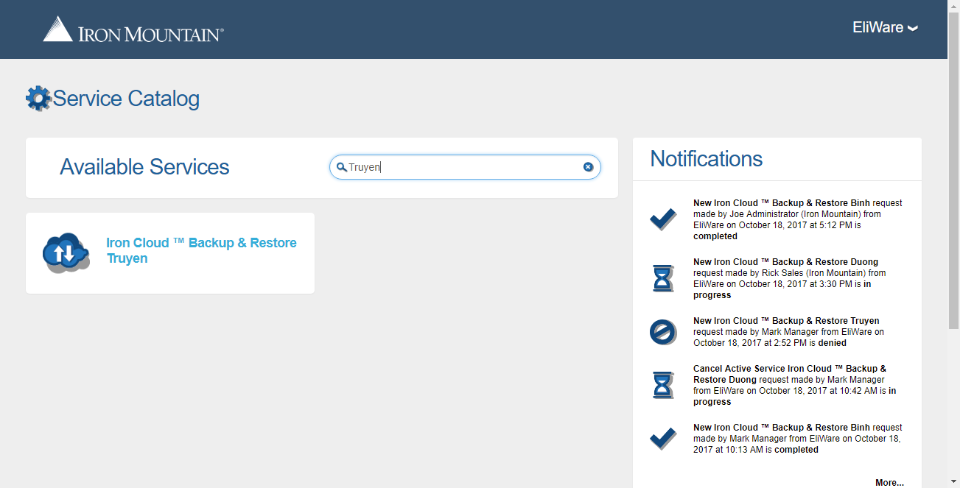 IRON MOUNTAIN®
EliWare
Service Catalog
Available Services
Truyen
Iron Cloud ™ Backup & Restore
Truyen
Notifications
New Iron Cloud ™ Backup & Restore Binh request
made by Joe Administrator (Iron Mountain) from
EliWare on October 18, 2017 at 5:12 PM is
completed
New Iron Cloud ™ Backup & Restore Duong
request made by Rick Sales (Iron Mountain) from
EliWare on October 18, 2017 at 3:30 PM is in
progress
New Iron Cloud ™ Backup & Restore Truyen
request made by Mark Manager from EliWare on
October 18, 2017 at 2:52 PM is denied
Cancel Active Service Iron Cloud ™ Backup &
Restore Duong request made by Mark Manager
from EliWare on October 18, 2017 at 10:42 AM is in
progress
New Iron Cloud ™ Backup & Restore Binh request
made by Mark Manager from EliWare on October 18,
2017 at 10:13 AM is completed
More...